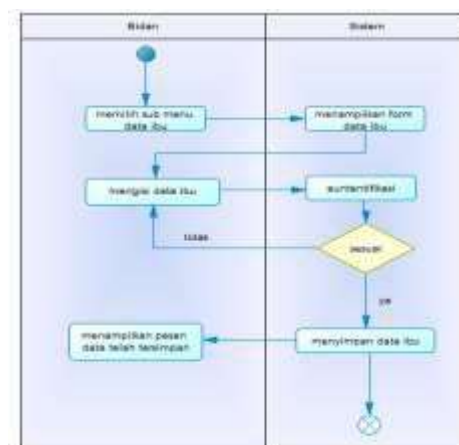 Bidan
Sistem
memilih sub menu
data ibu
menampilkan form
data ibu
mengisi data ibu
auntentifikasi
tidak
sesuai
ya
menampilkan pesan
data telah tersimpan
menyimpan data ibu